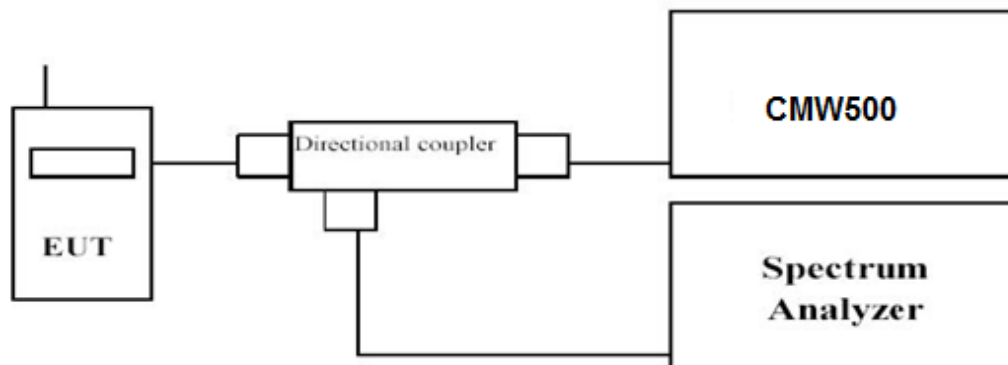 CMW500
Directional coupler
EUT
Spectrum
Analyzer